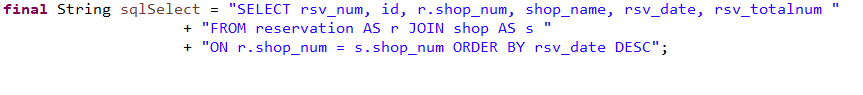 final String sqlSelect = "SELECT rsv_num, id, r.shop_num, shop_name, rsv_date, rsv_totalnum "
+ "FROM reservation AS r JOIN shop AS s "
+ "ON r.shop_num = s.shop_num ORDER BY rsv_date DESC";